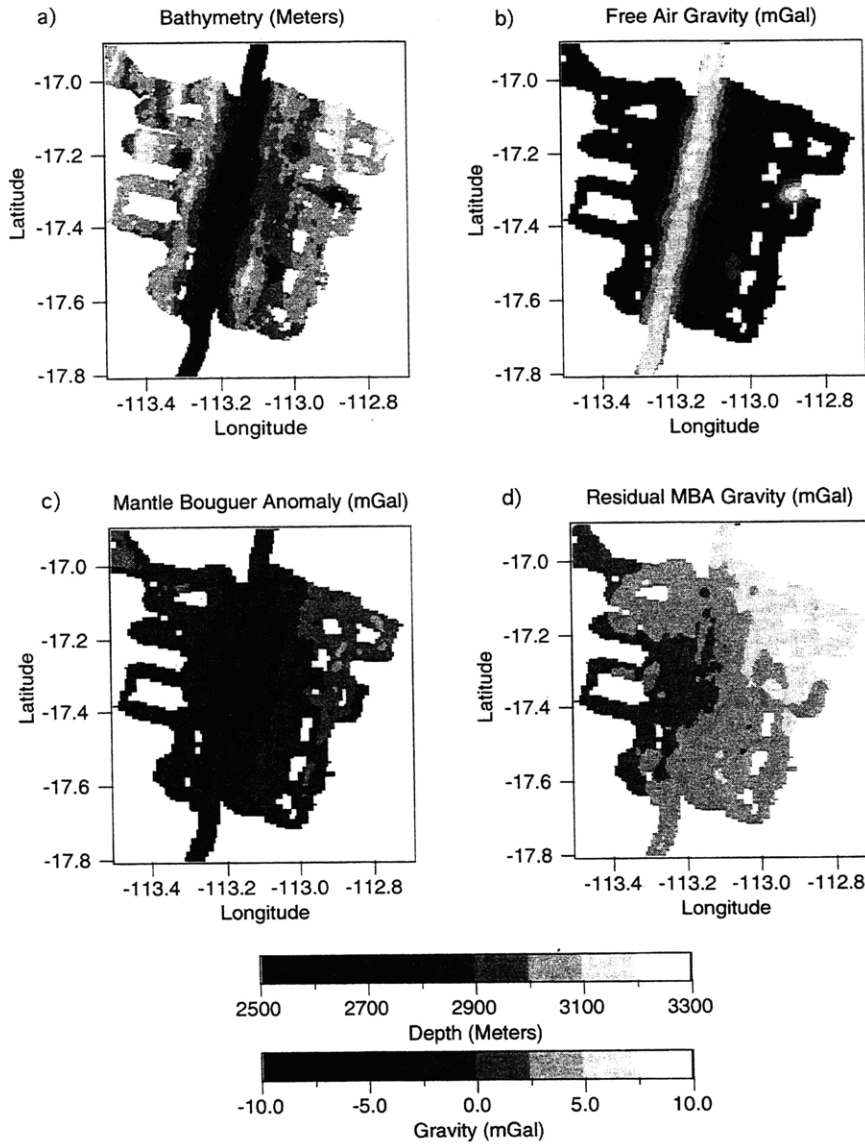 a) Bathymetry (Meters)
-17.0
-17.2
-17.4
-17.6
-17.8
Latitude
-113.4 -113.2 -113.0 -112.8
Longitude
b) Free Air Gravity (mGal)
-17.0
-17.2
-17.4
-17.6
-17.8
Latitude
-113.4 -113.2 -113.0 -112.8
Longitude
c) Mantle Bouguer Anomaly (mGal)
-17.0
-17.2
-17.4
-17.6
-17.8
Latitude
-113.4 -113.2 -113.0 -112.8
Longitude
d) Residual MBA Gravity (mGal)
-17.0
-17.2
-17.4
-17.6
-17.8
Latitude
-113.4 -113.2 -113.0 -112.8
Longitude
2500 2700 2900 3100 3300
Depth (Meters)
-10.0 -5.0 0.0 5.0 10.0
Gravity (mGal)